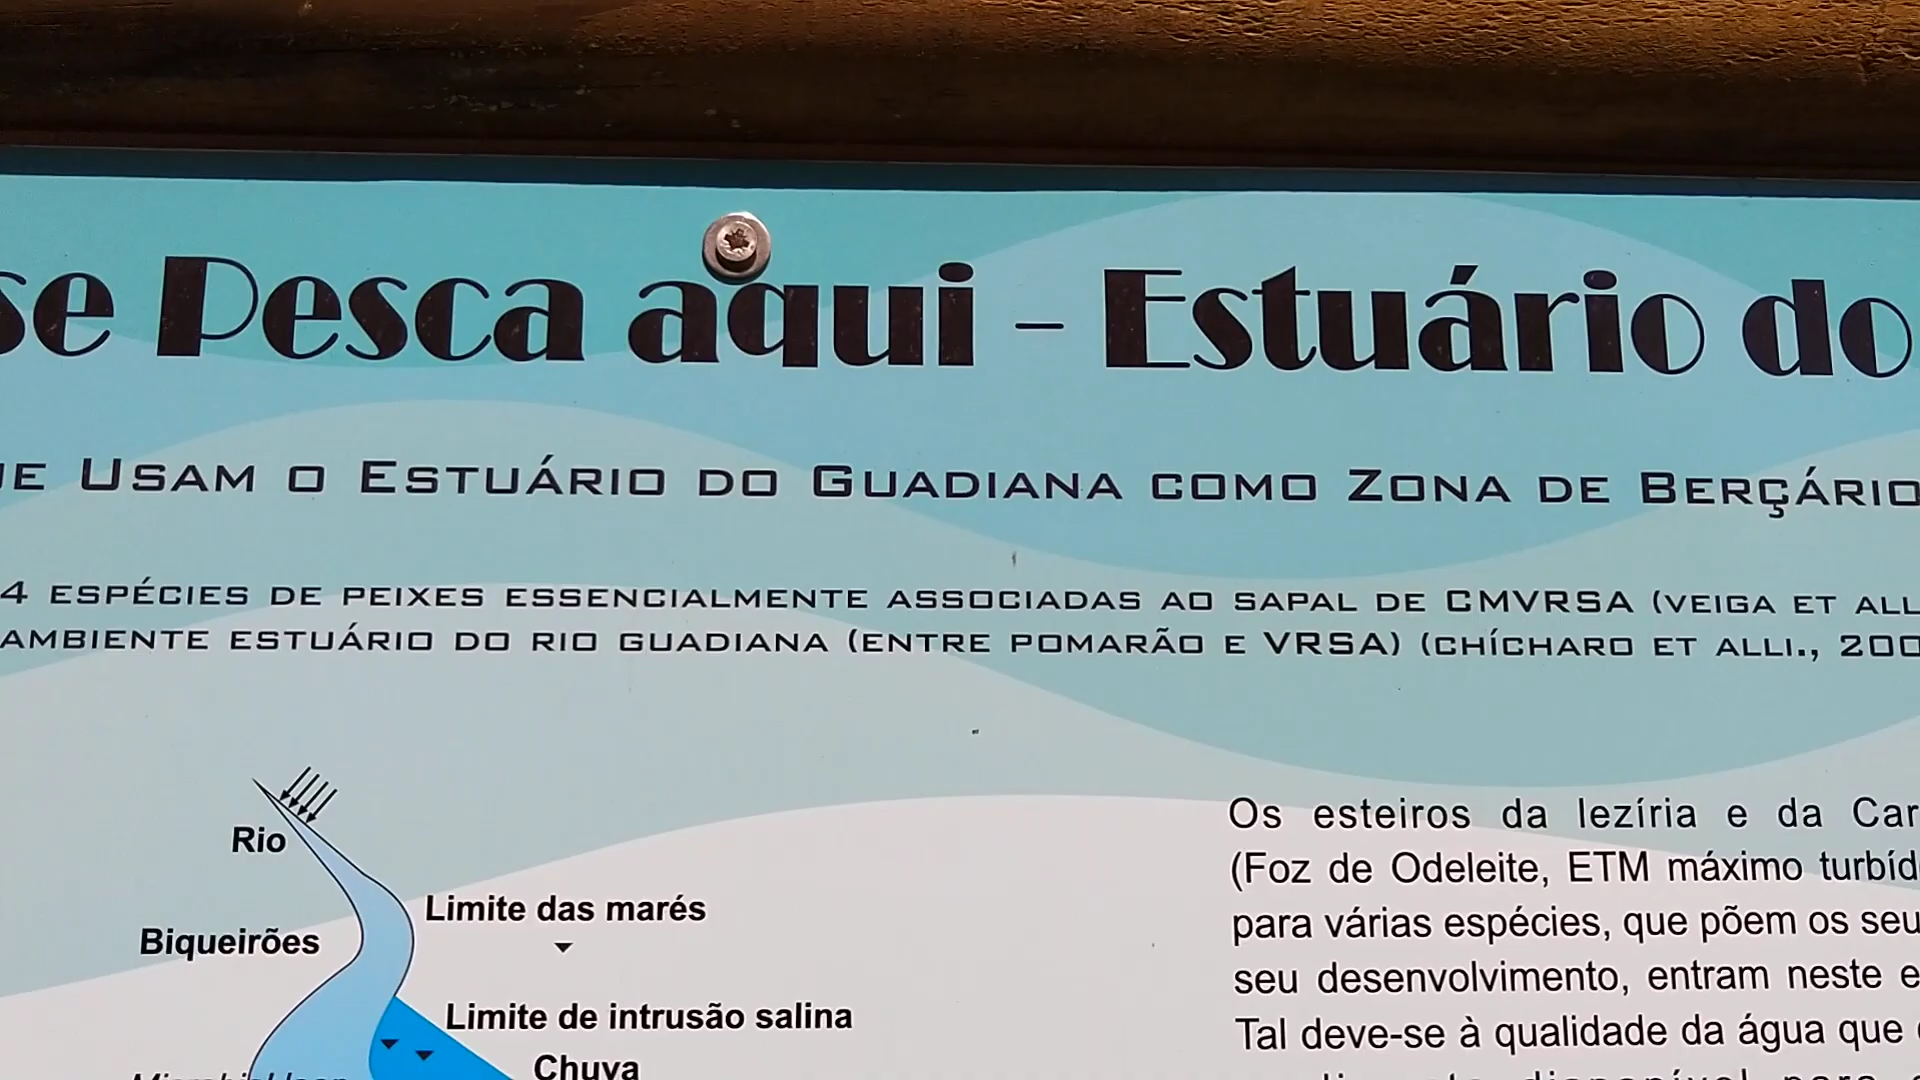 se Pesca aqui - Estuário do
Usam o Estuário do Guadiana como Zona de Berçário
4 espécies de peixes essencialmente associadas ao sapal de CMVRSA (Veiga et all
ambiente estuário do rio Guadiana (entre Pomarão e VRSA) (Chícharo et alli., 200
Rio
Limite das marés
Biqueirões
Limite de intrusão salina
Chuva
Os esteiros da lezíria e da Car
(Foz de Odeleite, ETM máximo turbid
para várias espécies, que põem os seu
seu desenvolvimento, entram neste e
Tal deve-se à qualidade da água que